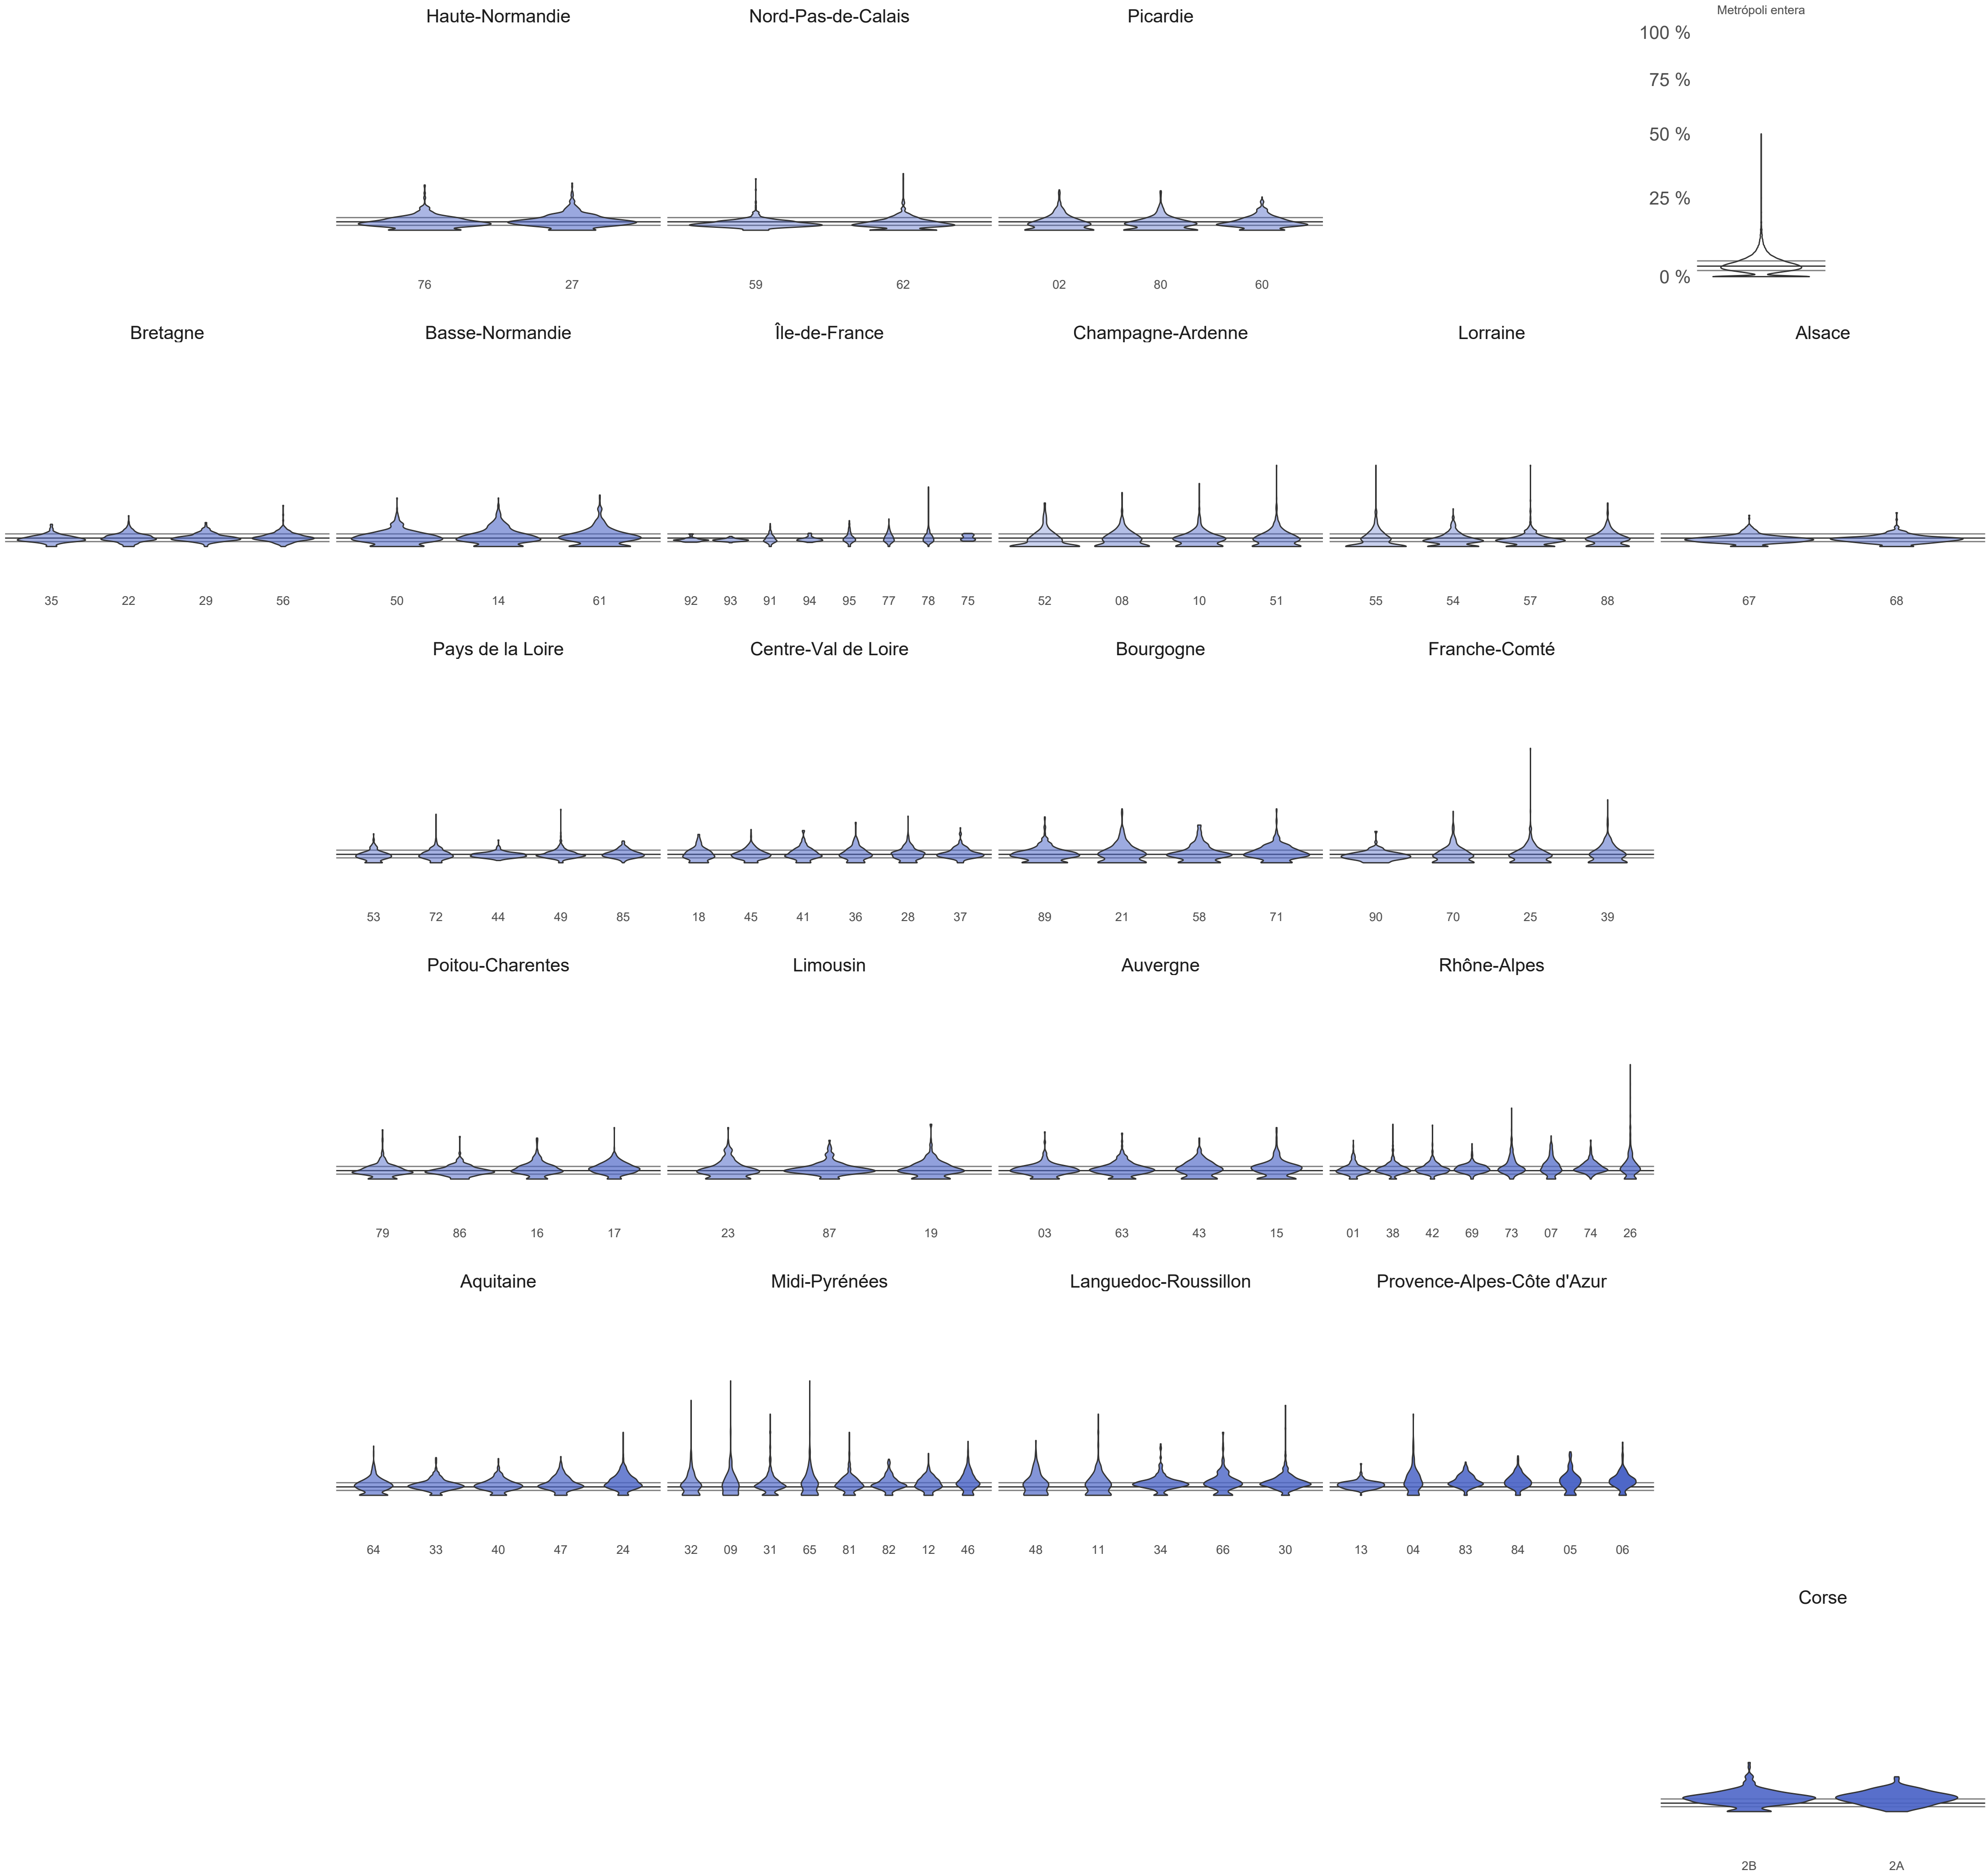 Haute-Normandie
Nord-Pas-de-Calais
Picardie
Metrópoli entera
100 %
75 %
50 %
25 %
0 %
76 27
59 62
02 80 60
Bretagne
Basse-Normandie
Île-de-France
Champagne-Ardenne
Lorraine
Alsace
35 22 29 56
50 14 61
92 93 91 94 95 77 78 75
52 08 10 51
55 54 57 88
67 68
Pays de la Loire
Centre-Val de Loire
Bourgogne
Franche-Comté
53 72 44 49 85
18 45 41 36 28 37
89 21 58 71
90 70 25 39
Poitou-Charentes
Limousin
Auvergne
Rhône-Alpes
79 86 16 17
23 87 19
03 63 43 15
01 38 42 69 73 07 74 26
Aquitaine
Midi-Pyrénées
Languedoc-Roussillon
Provence-Alpes-Côte d'Azur
64 33 40 47 24
32 09 31 65 81 82 12 46
48 11 34 66 30
13 04 83 84 05 06
Corse
2B 2A